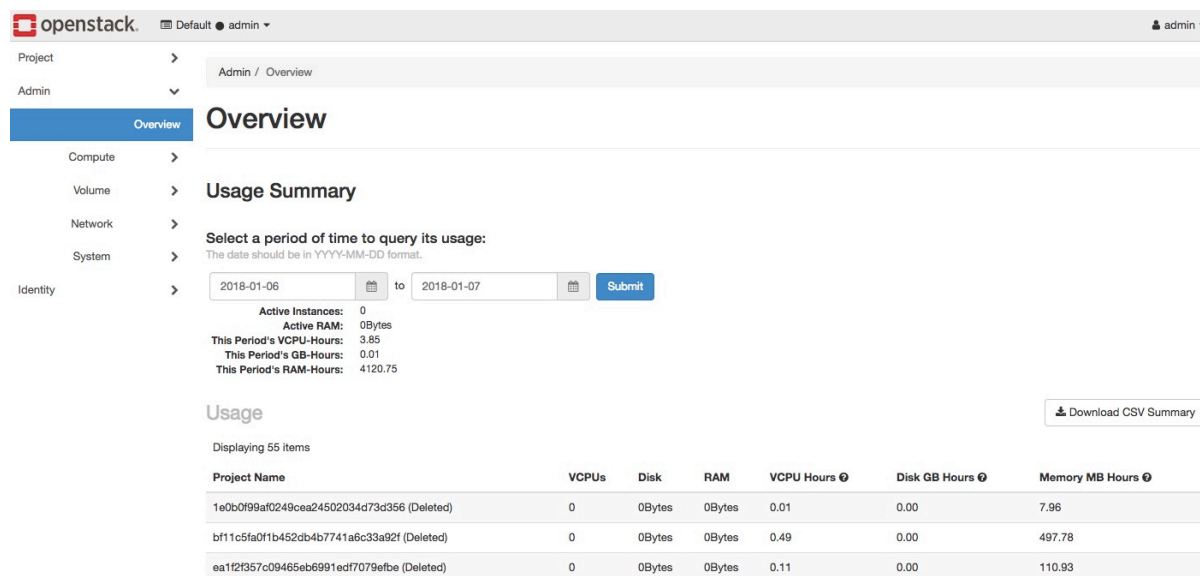 openstack. Default ● admin admin
Project
Admin
Overview
Compute
Volume
Network
System
Identity
Admin / Overview
Overview
Usage Summary
Select a period of time to query its usage:
The date should be in YYYY-MM-DD format.
2018-01-06 to 2018-01-07 Submit
Active Instances: 0
Active RAM: 0Bytes
This Period's VCPU-Hours: 3.85
This Period's GB-Hours: 0.01
This Period's RAM-Hours: 4120.75
Usage Download CSV Summary
Displaying 55 items
Project Name VCPUs Disk RAM VCPU Hours Disk GB Hours Memory MB Hours
1e0b0f99af0249cea24502034d73d356 (Deleted) 0 0Bytes 0Bytes 0.01 0.00 7.96
bf11c5fa0f1b452db4b7741a6c33a92f (Deleted) 0 0Bytes 0Bytes 0.49 0.00 497.78
ea1f2f357c09465eb6991edf7079efbe (Deleted) 0 0Bytes 0Bytes 0.11 0.00 110.93